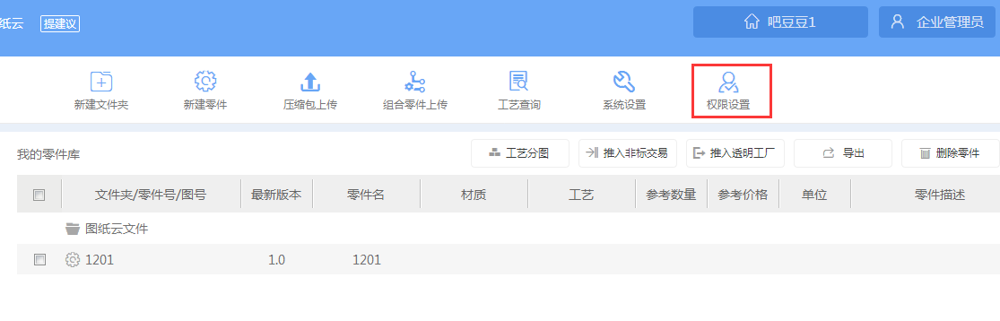 纸云 提建议 吧豆豆1 企业管理员
新建文件夹 新建零件 压缩包上传 组合零件上传 工艺查询 系统设置 权限设置
我的零件库 工艺分图 推入非标交易 推入透明工厂 导出 删除零件
文件夹/零件号/图号 最新版本 零件名 材质 工艺 参考数量 参考价格 单位 零件描述
图纸云文件
1201 1.0 1201